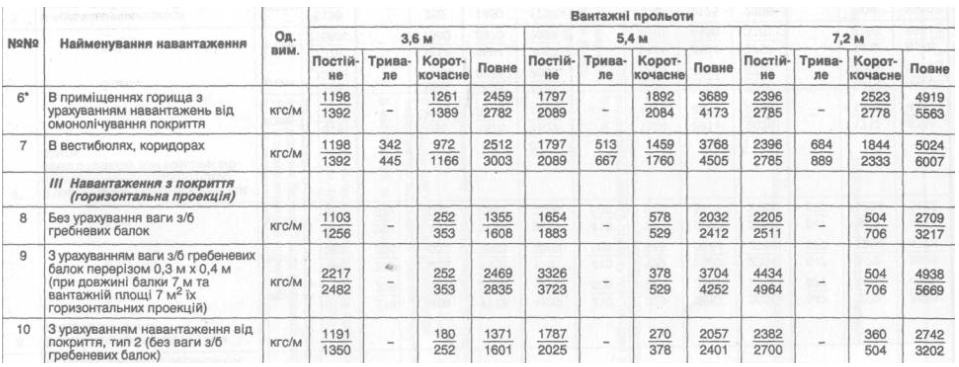 Вантажні прольоти
№№ Найменування навантаження Од. вим. 3,6 м 5,4 м 7,2 м
Постій-не Трива-ле Корот-кочасне Повне Постій-не Трива-ле Корот-кочасне Повне Постій-не Трива-ле Корот-кочасне Повне
6* В приміщеннях горища з 1198 1261 2459 1797 1892 3689 2396 2523 4919
урахуванням навантажень від кгс/м – – –
омонолічування покриття 1392 1389 2782 2089 2084 4173 2785 2778 5563
7 В вестибюлях, коридорах 1198 342 972 2512 1797 513 1459 3768 2396 684 1844 5024
кгс/м
1392 445 1166 3003 2089 667 1760 4505 2785 889 2333 6007
III Навантаження з покриття
(горизонтальна проекція)
8 Без урахування ваги з/б 1103 252 1355 1654 578 2032 2205 504 2709
гребневих балок кгс/м – – –
1256 353 1608 1883 529 2412 2511 706 3217
9 З урахуванням ваги з/б гребеневих
балок перерізом 0,3 м х 0,4 м 2217 252 2469 3326 378 3704 4434 504 4938
(при довжині балки 7 м та кгс/м – – –
вантажній площі 7 м² їх 2482 353 2835 3723 529 4252 4964 706 5669
горизонтальних проекцій)
10 З урахуванням навантаження від 1191 180 1371 1787 270 2057 2382 360 2742
покриття, тип 2 (без ваги з/б кгс/м – – –
гребеневих балок) 1350 252 1601 2025 378 2401 2700 504 3202